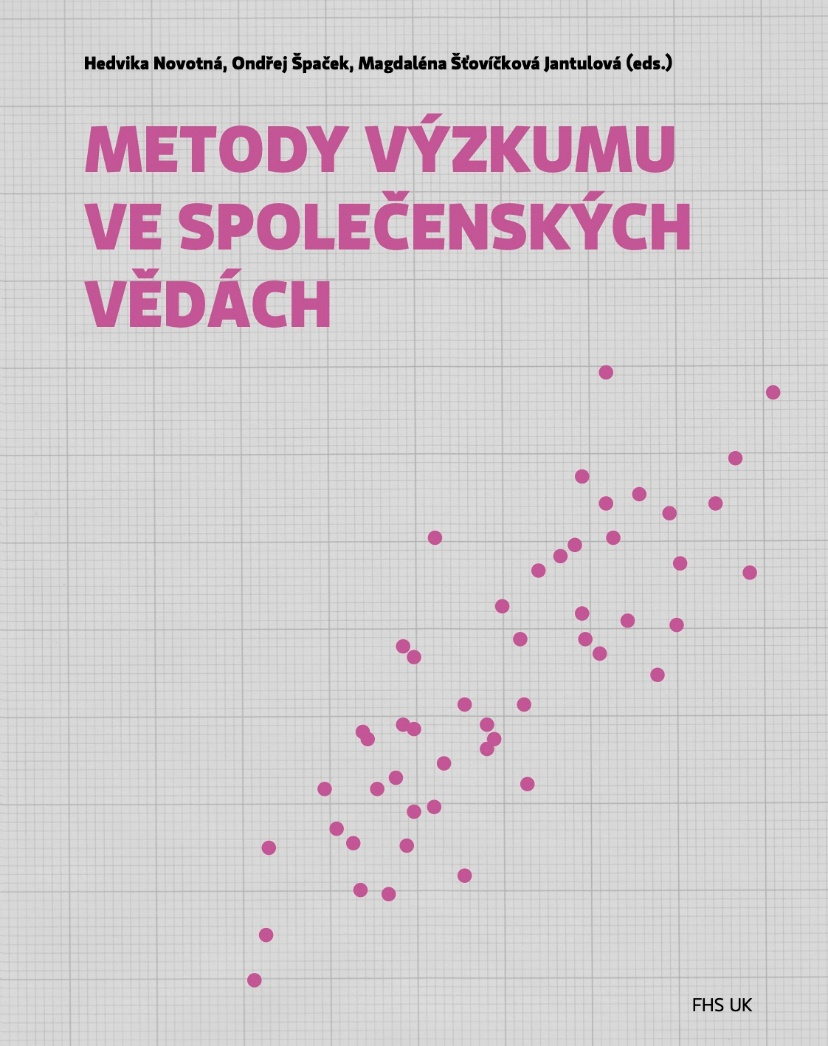 Hedvika Novotná, Ondřej Špaček, Magdaléna Šťovíčková Jantulová (eds.)
METODY VÝZKUMU
VE SPOLEČENSKÝCH
VĚDÁCH
FHS UK